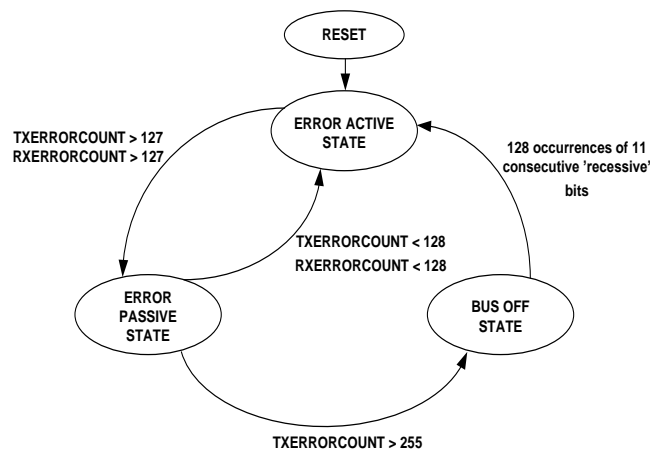 RESET
ERROR ACTIVE
STATE
TXERRORCOUNT > 127
RXERRORCOUNT > 127
128 occurrences of 11
consecutive 'recessive'
bits
TXERRORCOUNT < 128
RXERRORCOUNT < 128
ERROR
PASSIVE
STATE
BUS OFF
STATE
TXERRORCOUNT > 255